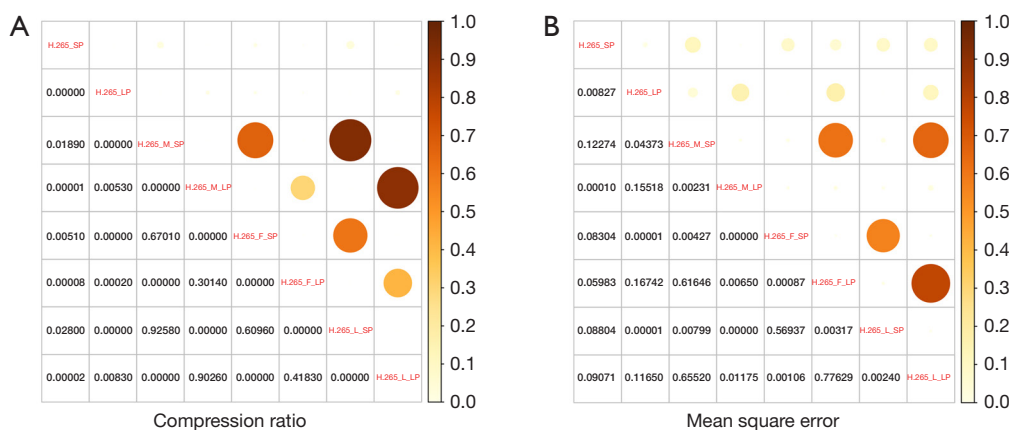 A
H.265_SP
0.00000 H.265_LP
0.01890 0.00000 H.265_M_SP
0.00001 0.00530 0.00000 H.265_M_LP
0.00510 0.00000 0.67010 0.00000 H.265_F_SP
0.00008 0.00020 0.00000 0.30140 0.00000 H.265_F_LP
0.02800 0.00000 0.92580 0.00000 0.60960 0.00000 H.265_L_SP
0.00002 0.00830 0.00000 0.90260 0.00000 0.41830 0.00000 H.265_L_LP
1.0
0.9
0.8
0.7
0.6
0.5
0.4
0.3
0.2
0.1
0.0
Compression ratio
B
H.265_SP
0.00827 H.265_LP
0.12274 0.04373 H.265_M_SP
0.00010 0.15518 0.00231 H.265_M_LP
0.08304 0.00001 0.00427 0.00000 H.265_F_SP
0.05983 0.16742 0.61646 0.00650 0.00087 H.265_F_LP
0.08804 0.00001 0.00799 0.00000 0.56937 0.00317 H.265_L_SP
0.09071 0.11650 0.65520 0.01175 0.00106 0.77629 0.00240 H.265_L_LP
1.0
0.9
0.8
0.7
0.6
0.5
0.4
0.3
0.2
0.1
0.0
Mean square error